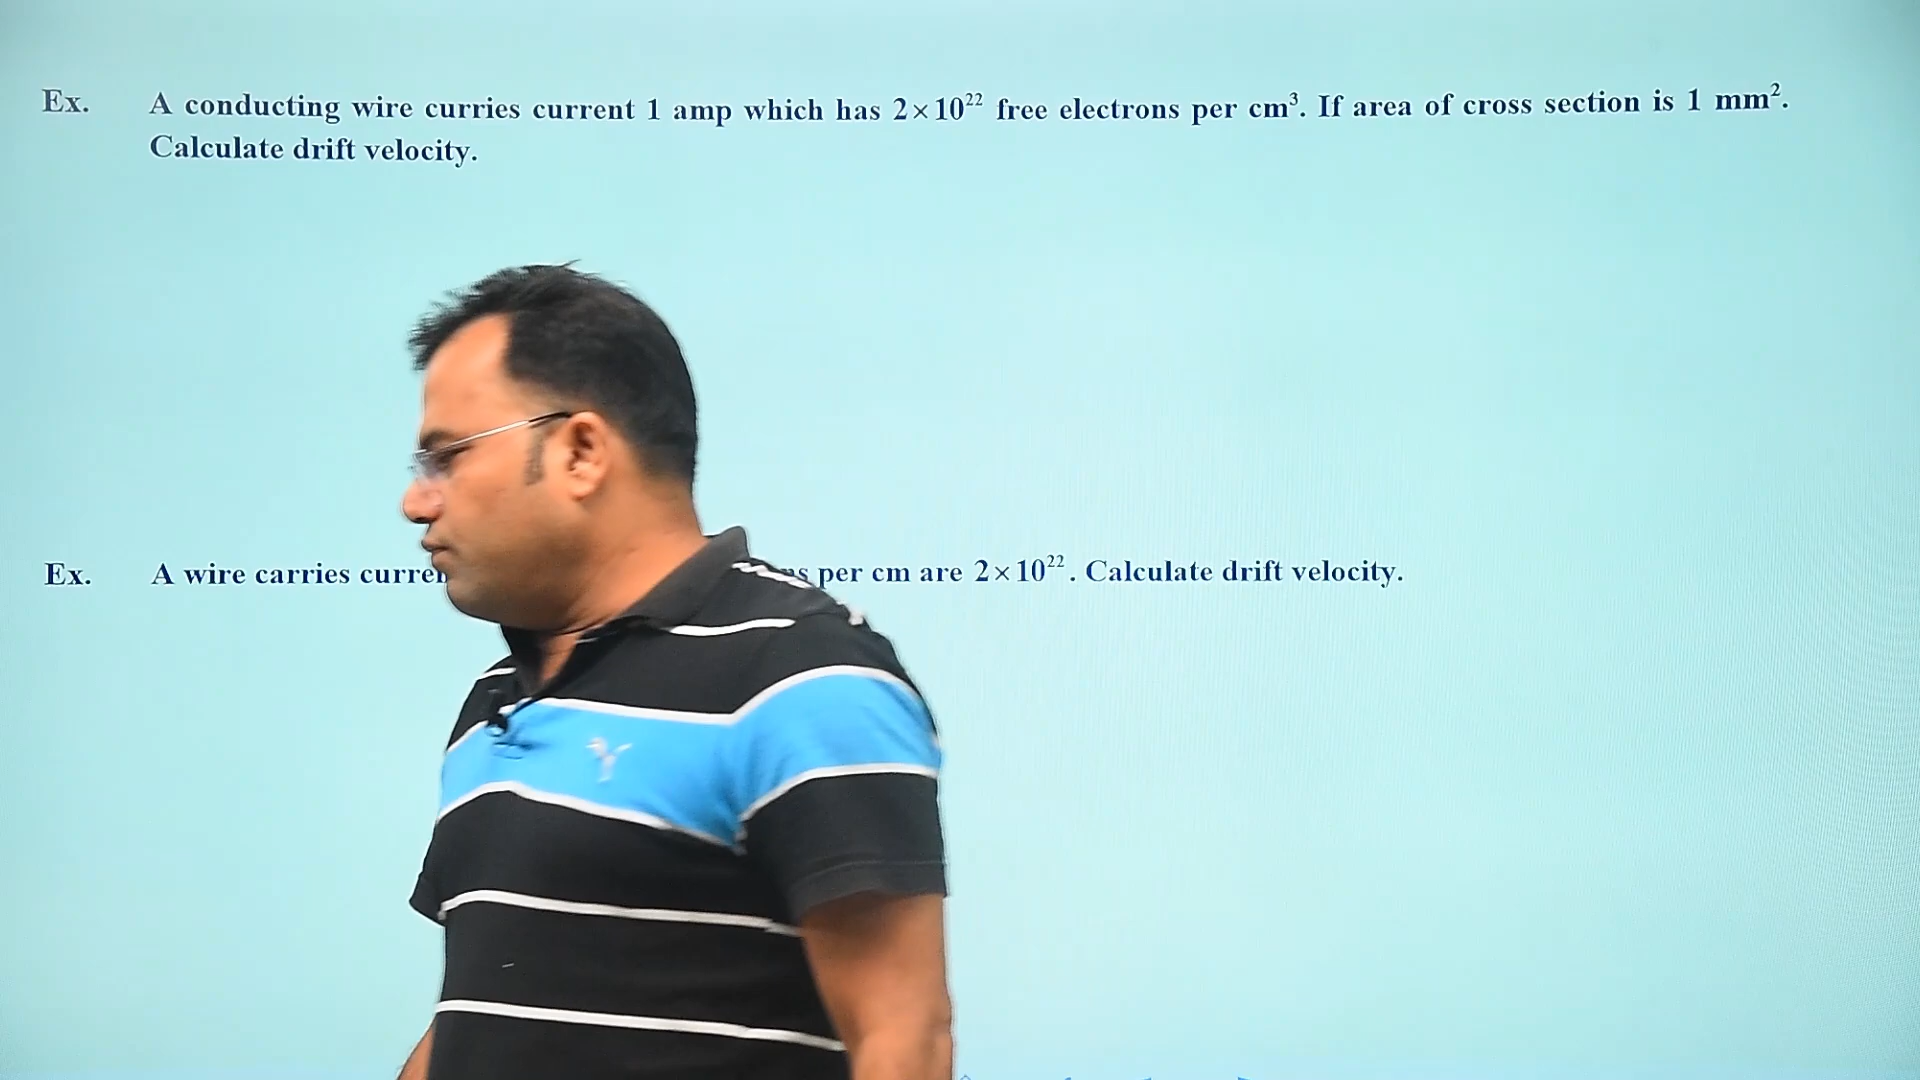 Ex. A conducting wire curries current 1 amp which has 2×10²² free electrons per cm³. If area of cross section is 1 mm².
Calculate drift velocity.
Ex. A wire carries per cm are 2×10²². Calculate drift velocity.